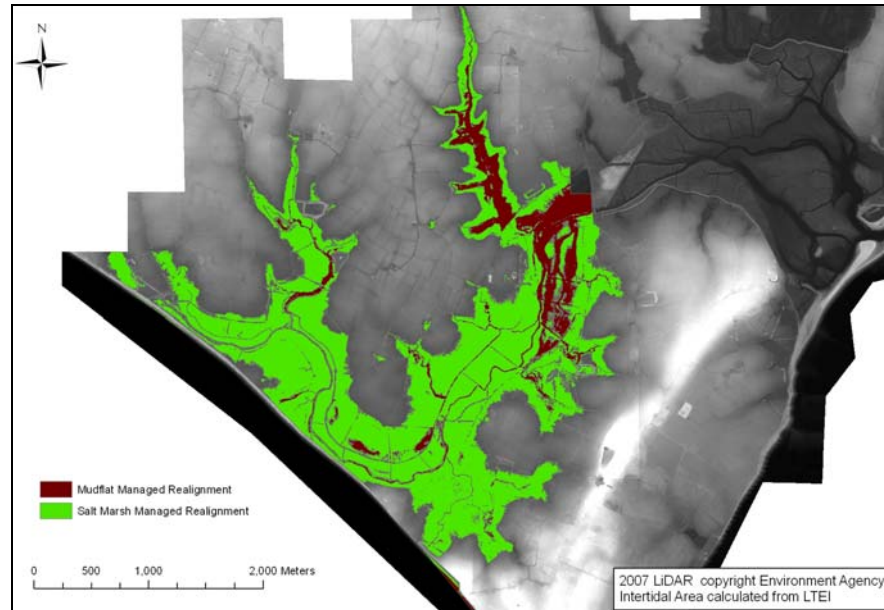 N
Mudflat Managed Realignment
Salt Marsh Managed Realignment
0 500 1,000 2,000 Meters
2007 LiDAR copyright Environment Agency
Intertidal Area calculated from LTEI